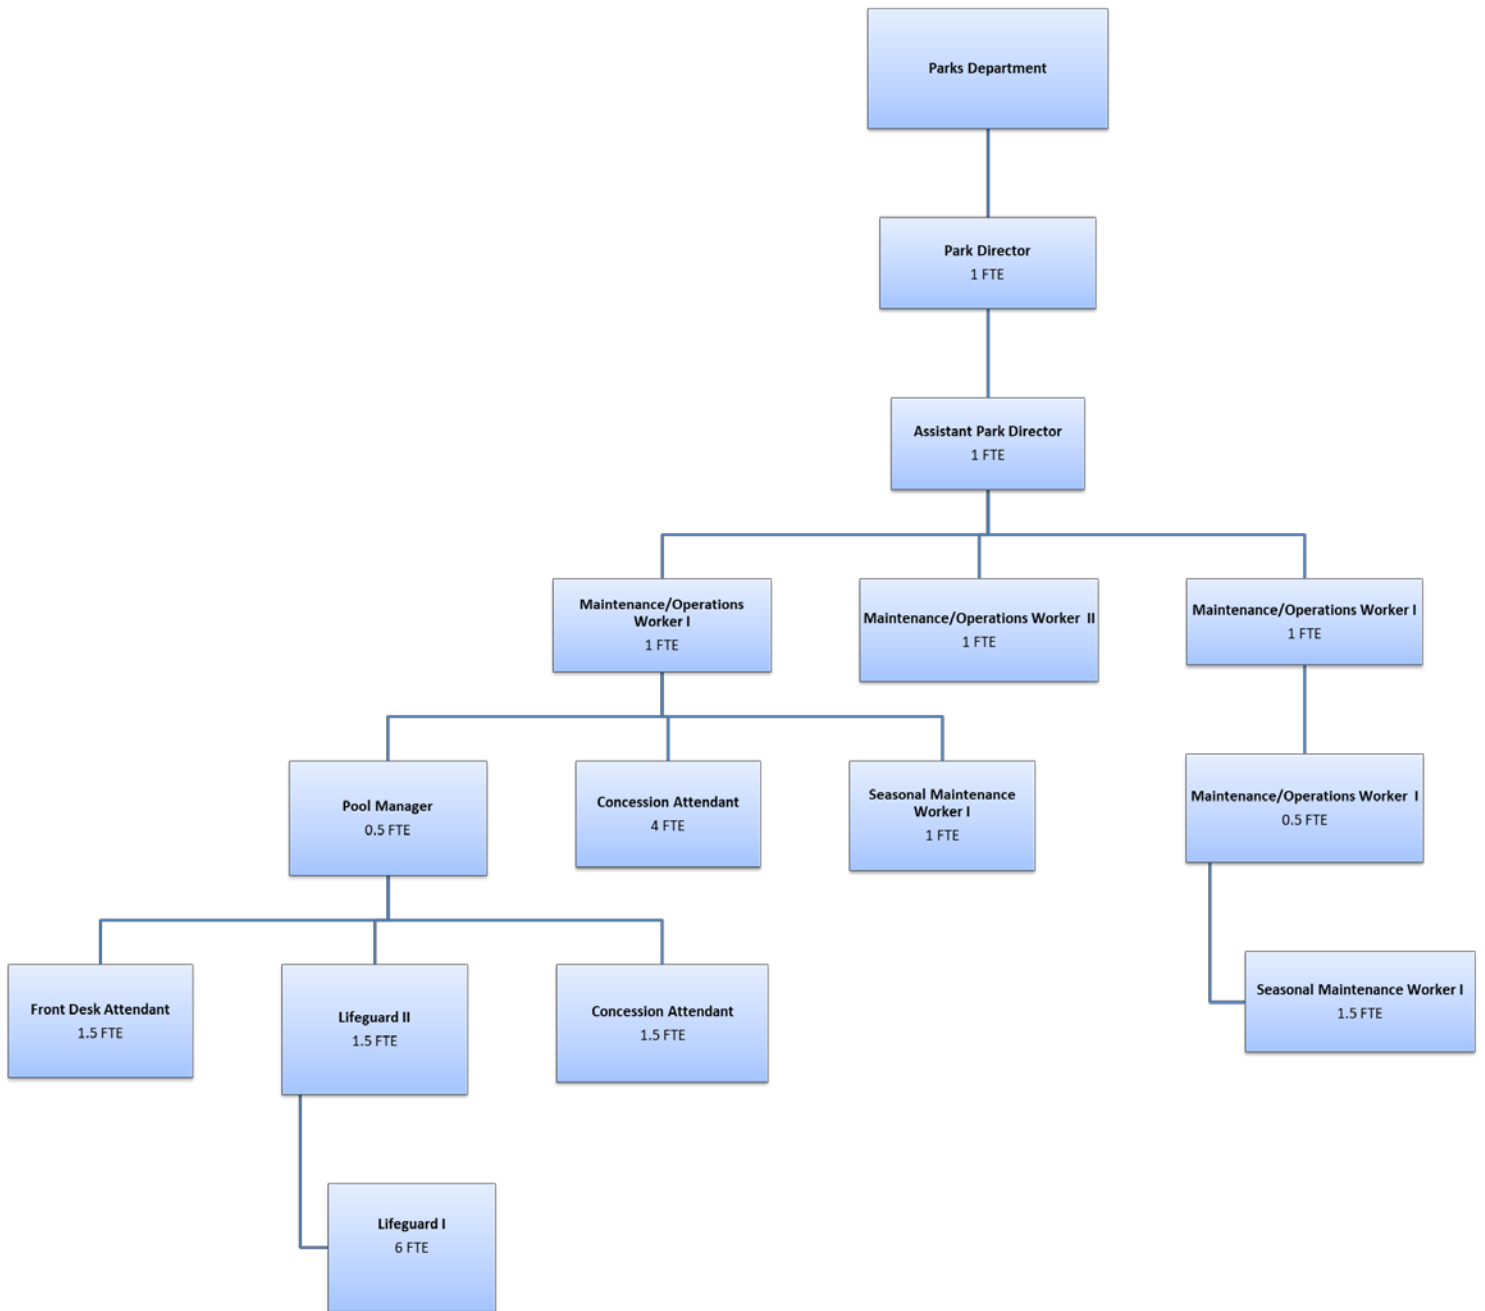 Parks Department
Park Director
1 FTE
Assistant Park Director
1 FTE
Maintenance/Operations
Worker I
1 FTE
Maintenance/Operations Worker II
1 FTE
Maintenance/Operations Worker I
1 FTE
Pool Manager
0.5 FTE
Concession Attendant
4 FTE
Seasonal Maintenance
Worker I
1 FTE
Maintenance/Operations Worker I
0.5 FTE
Front Desk Attendant
1.5 FTE
Lifeguard II
1.5 FTE
Concession Attendant
1.5 FTE
Seasonal Maintenance Worker I
1.5 FTE
Lifeguard I
6 FTE